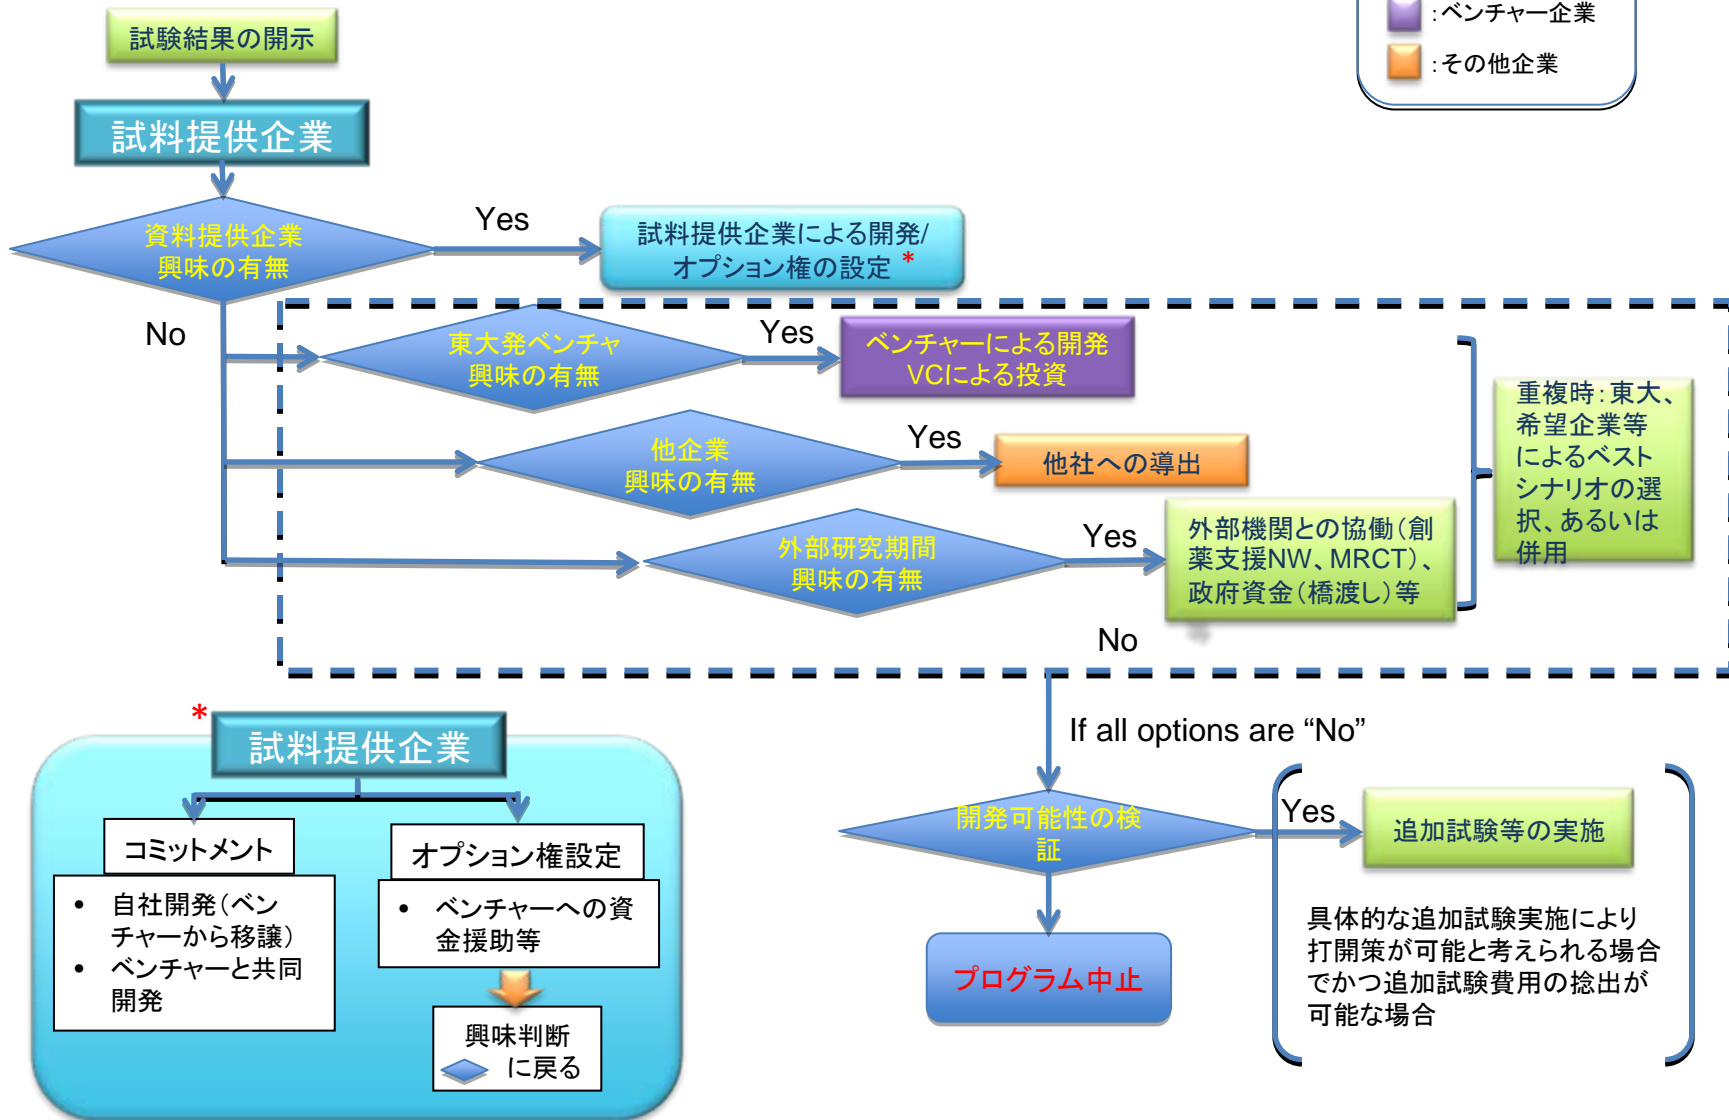 :ベンチャー企業
:その他企業
試験結果の開示
試料提供企業
資料提供企業
興味の有無
Yes
試料提供企業による開発/
オプション権の設定 *
No
東大発ベンチャ
興味の有無
Yes
ベンチャーによる開発
VCによる投資
他企業
興味の有無
Yes
他社への導出
外部研究期間
興味の有無
Yes
外部機関との協働(創
薬支援NW、MRCT)、
政府資金(橋渡し)等
重複時:東大、
希望企業等
によるベスト
シナリオの選
択、あるいは
併用
No
If all options are “No”
開発可能性の検
証
Yes
追加試験等の実施
具体的な追加試験実施により
打開策が可能と考えられる場合
でかつ追加試験費用の捻出が
可能な場合
プログラム中止
*
試料提供企業
コミットメント
• 自社開発(ベン
チャーから移譲)
• ベンチャーと共同
開発
オプション権設定
• ベンチャーへの資
金援助等
興味判断
に戻る